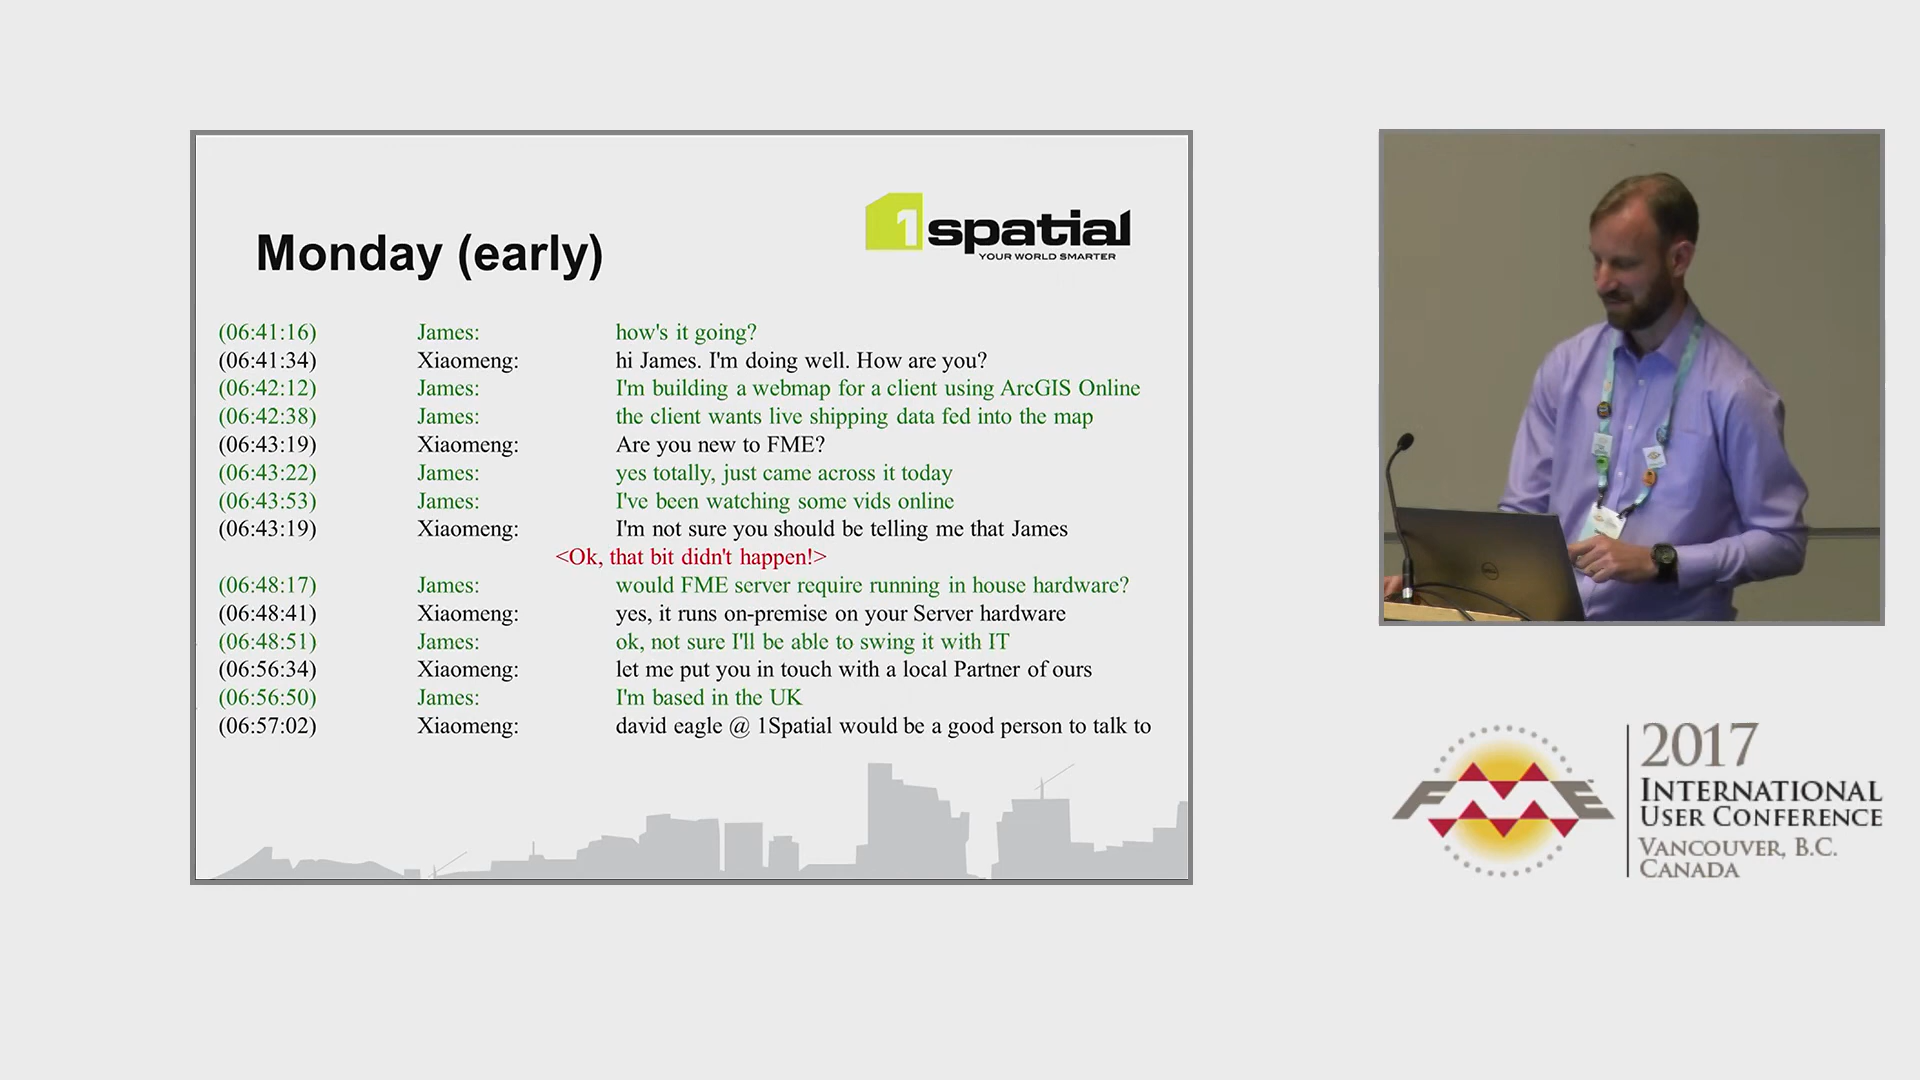 Monday (early)
1spatial
YOUR WORLD SMARTER
(06:41:16) James: how's it going?
(06:41:34) Xiaomeng: hi James. I'm doing well. How are you?
(06:42:12) James: I'm building a webmap for a client using ArcGIS Online
(06:42:38) James: the client wants live shipping data fed into the map
(06:43:19) Xiaomeng: Are you new to FME?
(06:43:22) James: yes totally, just came across it today
(06:43:53) James: I've been watching some vids online
(06:43:19) Xiaomeng: I'm not sure you should be telling me that James
<Ok, that bit didn't happen!>
(06:48:17) James: would FME server require running in house hardware?
(06:48:41) Xiaomeng: yes, it runs on-premise on your Server hardware
(06:48:51) James: ok, not sure I'll be able to swing it with IT
(06:56:34) Xiaomeng: let me put you in touch with a local Partner of ours
(06:56:50) James: I'm based in the UK
(06:57:02) Xiaomeng: david eagle @ 1Spatial would be a good person to talk to
DELL
FME
2017
INTERNATIONAL
USER CONFERENCE
VANCOUVER, B.C.
CANADA